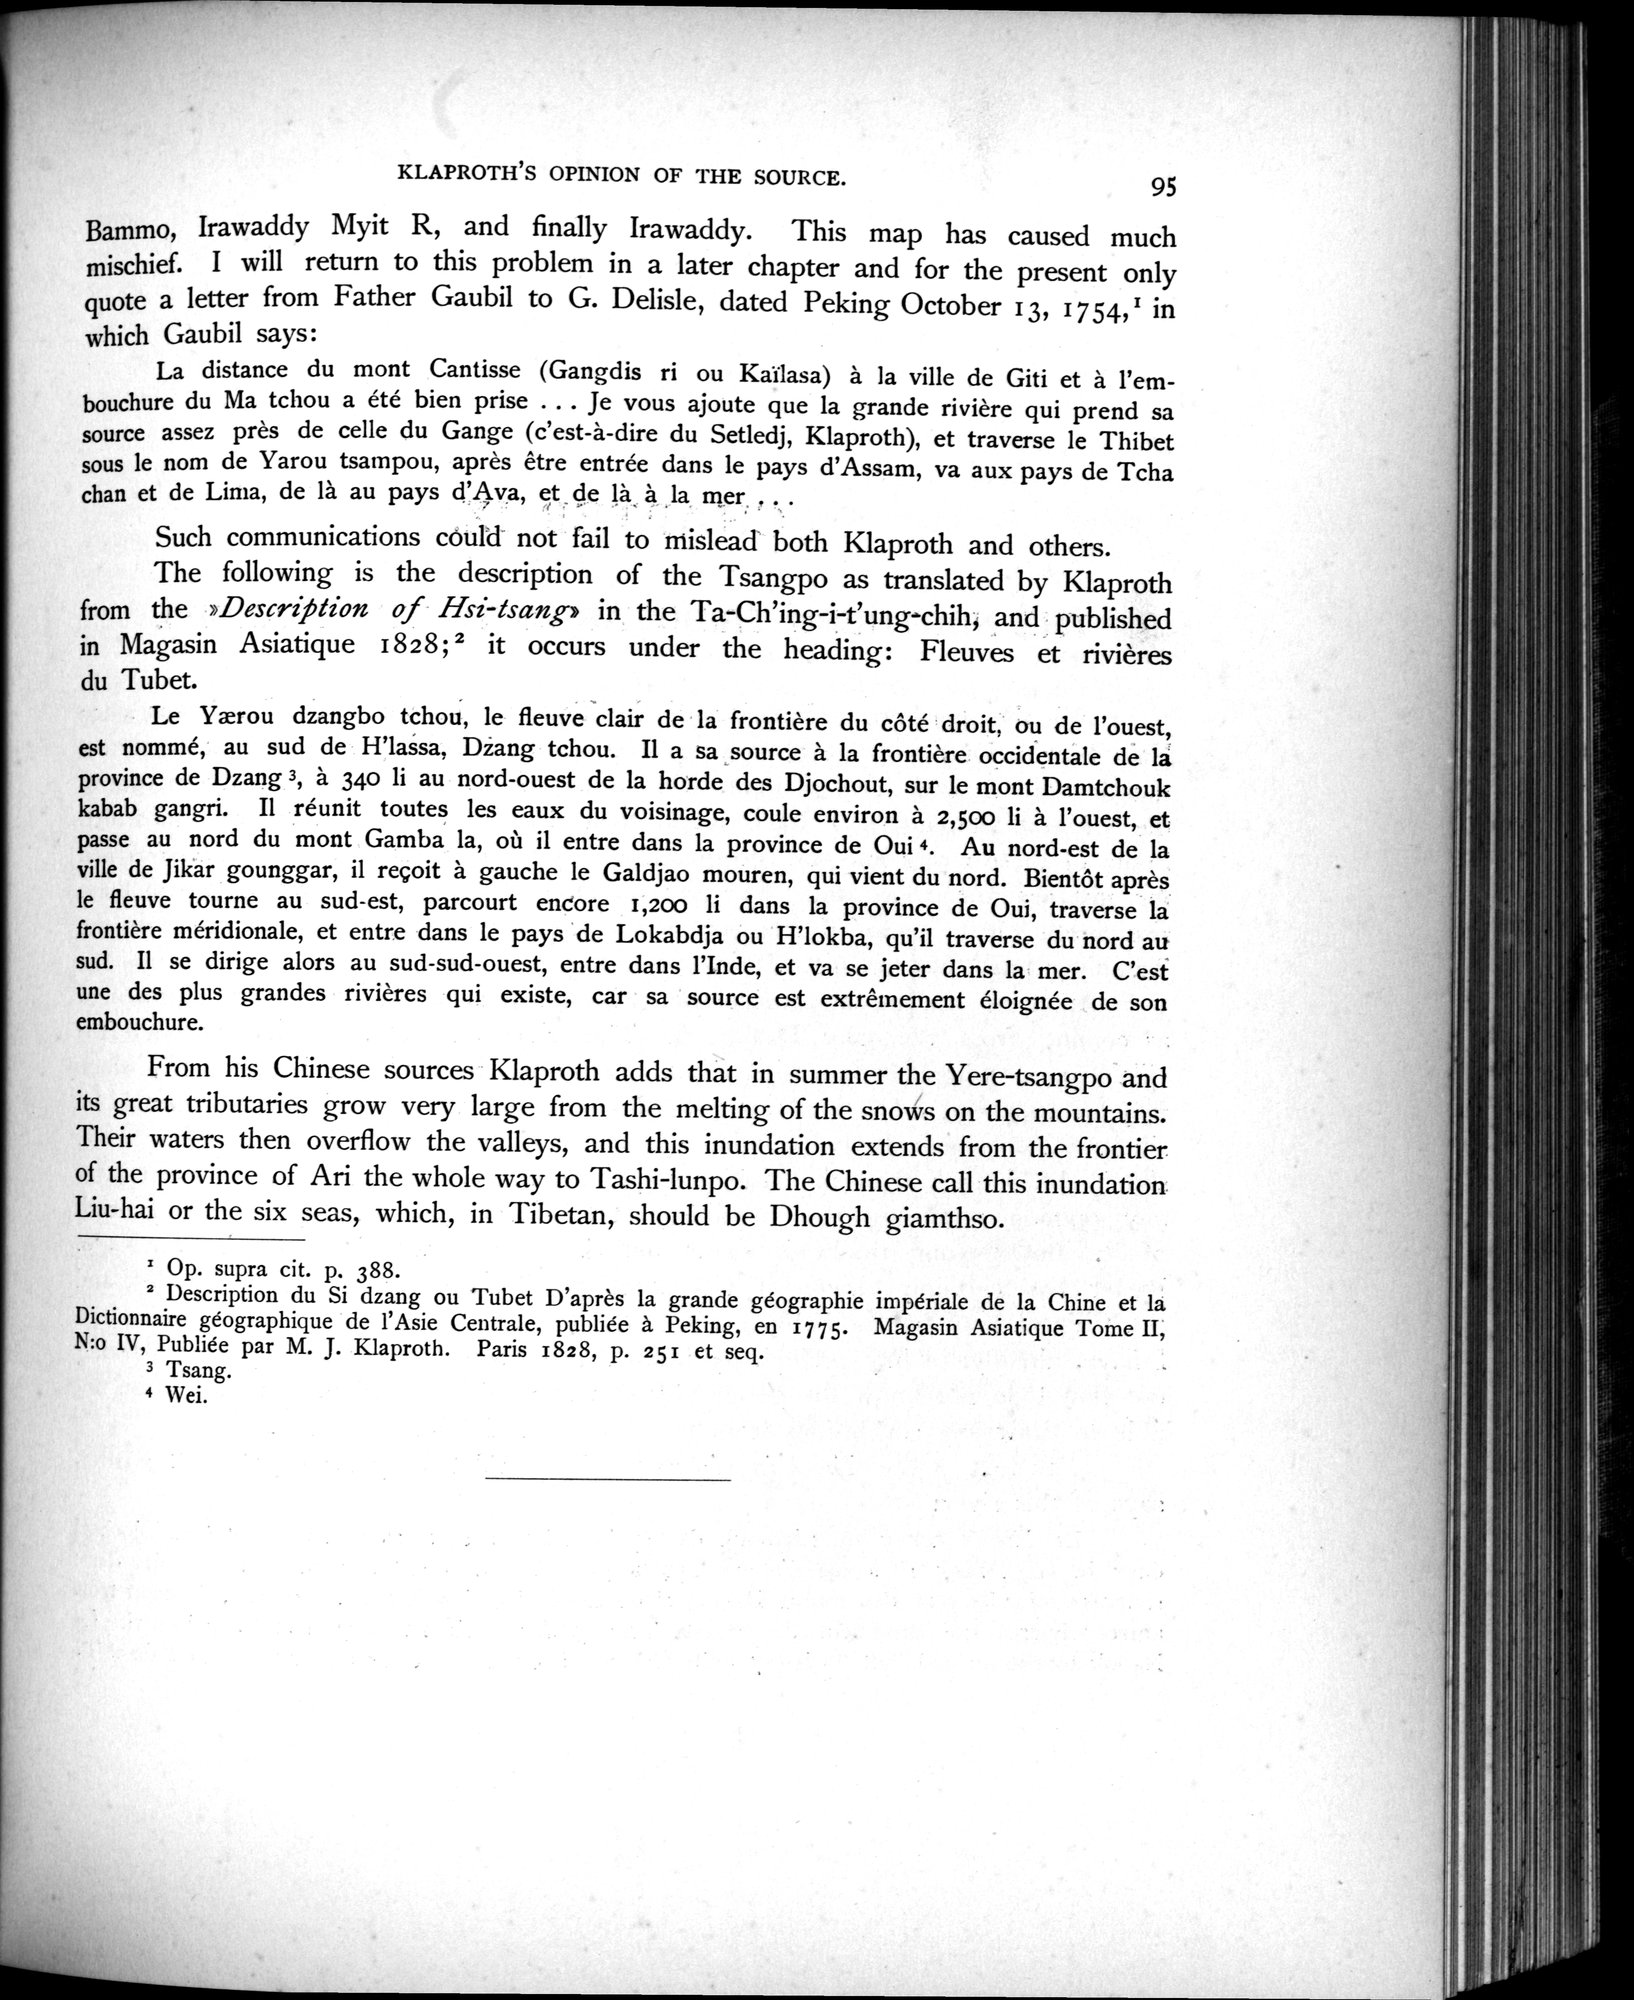 KLAPROTH'S OPINION OF THE SOURCE.
95
Bammo, Irawaddy Myit R, and finally Irawaddy. This map has caused much
mischief. I will return to this problem in a later chapter and for the present only
quote a letter from Father Gaubil to G. Delisle, dated Peking October 13, 1754,¹ in
which Gaubil says:
La distance du mont Cantisse (Gangdis ri ou Kaïlasa) à la ville de Giti et à l'em-
bouchure du Ma tchou a été bien prise ... Je vous ajoute que la grande rivière qui prend sa
source assez près de celle du Gange (c'est-à-dire du Setledj, Klaproth), et traverse le Thibet
sous le nom de Yarou tsampou, après être entrée dans le pays d'Assam, va aux pays de Tcha
chan et de Lima, de là au pays d'Ava, et de là à la mer ...
Such communications could not fail to mislead both Klaproth and others.
The following is the description of the Tsangpo as translated by Klaproth
from the »Description of Hsi-tsang» in the Ta-Ch'ing-i-t'ung-chih, and published
in Magasin Asiatique 1828;² it occurs under the heading: Fleuves et rivières
du Tubet.
Le Yærou dzangbo tchou, le fleuve clair de la frontière du côté droit, ou de l'ouest,
est nommé, au sud de H'lassa, Dzang tchou. Il a sa source à la frontière occidentale de la
province de Dzang³, à 340 li au nord-ouest de la horde des Djochout, sur le mont Damtchouk
kabab gangri. Il réunit toutes les eaux du voisinage, coule environ à 2,500 li à l'ouest, et
passe au nord du mont Gamba la, où il entre dans la province de Oui⁴. Au nord-est de la
ville de Jikar gounggar, il reçoit à gauche le Galdjao mouren, qui vient du nord. Bientôt après
le fleuve tourne au sud-est, parcourt encore 1,200 li dans la province de Oui, traverse la
frontière méridionale, et entre dans le pays de Lokabdja ou H'lokba, qu'il traverse du nord au
sud. Il se dirige alors au sud-sud-ouest, entre dans l'Inde, et va se jeter dans la mer. C'est
une des plus grandes rivières qui existe, car sa source est extrêmement éloignée de son
embouchure.
From his Chinese sources Klaproth adds that in summer the Yere-tsangpo and
its great tributaries grow very large from the melting of the snows on the mountains.
Their waters then overflow the valleys, and this inundation extends from the frontier
of the province of Ari the whole way to Tashi-lunpo. The Chinese call this inundation
Liu-hai or the six seas, which, in Tibetan, should be Dhough giamthso.
¹ Op. supra cit. p. 388.
² Description du Si dzang ou Tubet D'après la grande géographie impériale de la Chine et la
Dictionnaire géographique de l'Asie Centrale, publiée à Peking, en 1775. Magasin Asiatique Tome II,
N:o IV, Publiée par M. J. Klaproth. Paris 1828, p. 251 et seq.
³ Tsang.
⁴ Wei.